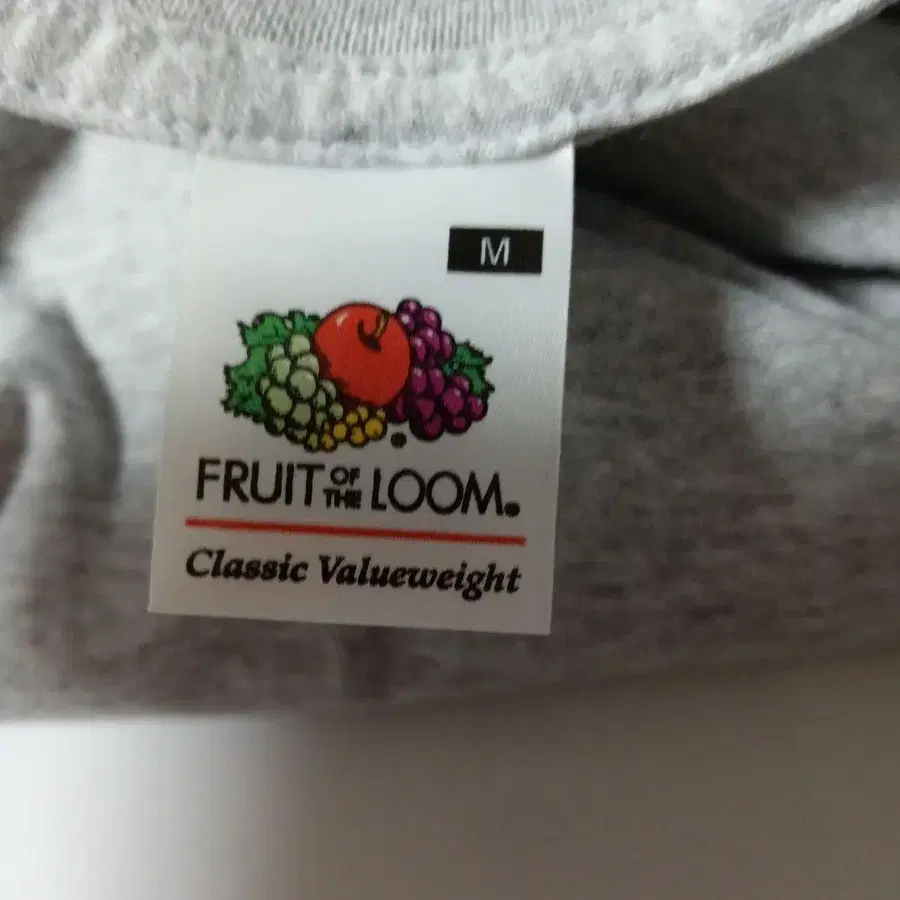 M
FRUIT OF THE LOOM®
Classic Valueweight